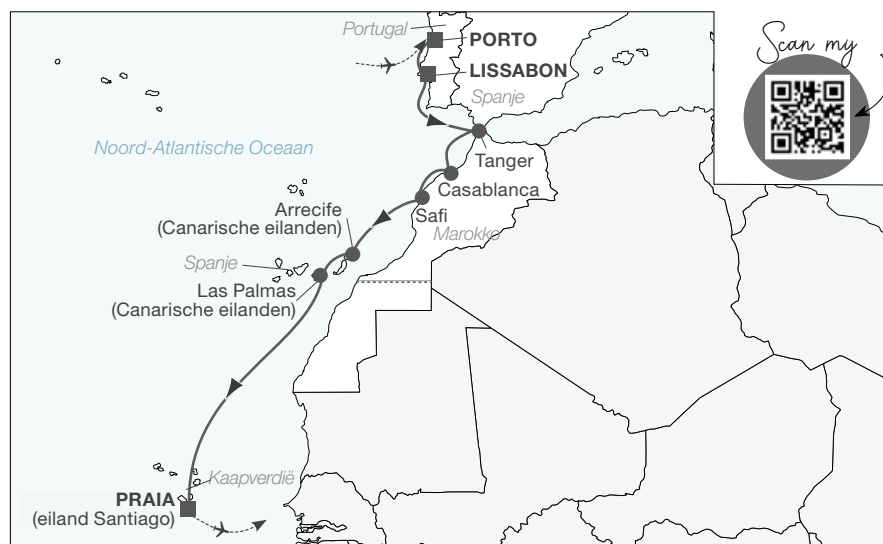 Portugal
PORTO
LISSABON
Spanje
Scan my
Noord-Atlantische Oceaan
Tanger
Casablanca
Arrecife
(Canarische eilanden)
Safi
Marokko
Spanje
Las Palmas
(Canarische eilanden)
Kaapverdië
PRAIA
(eiland Santiago)